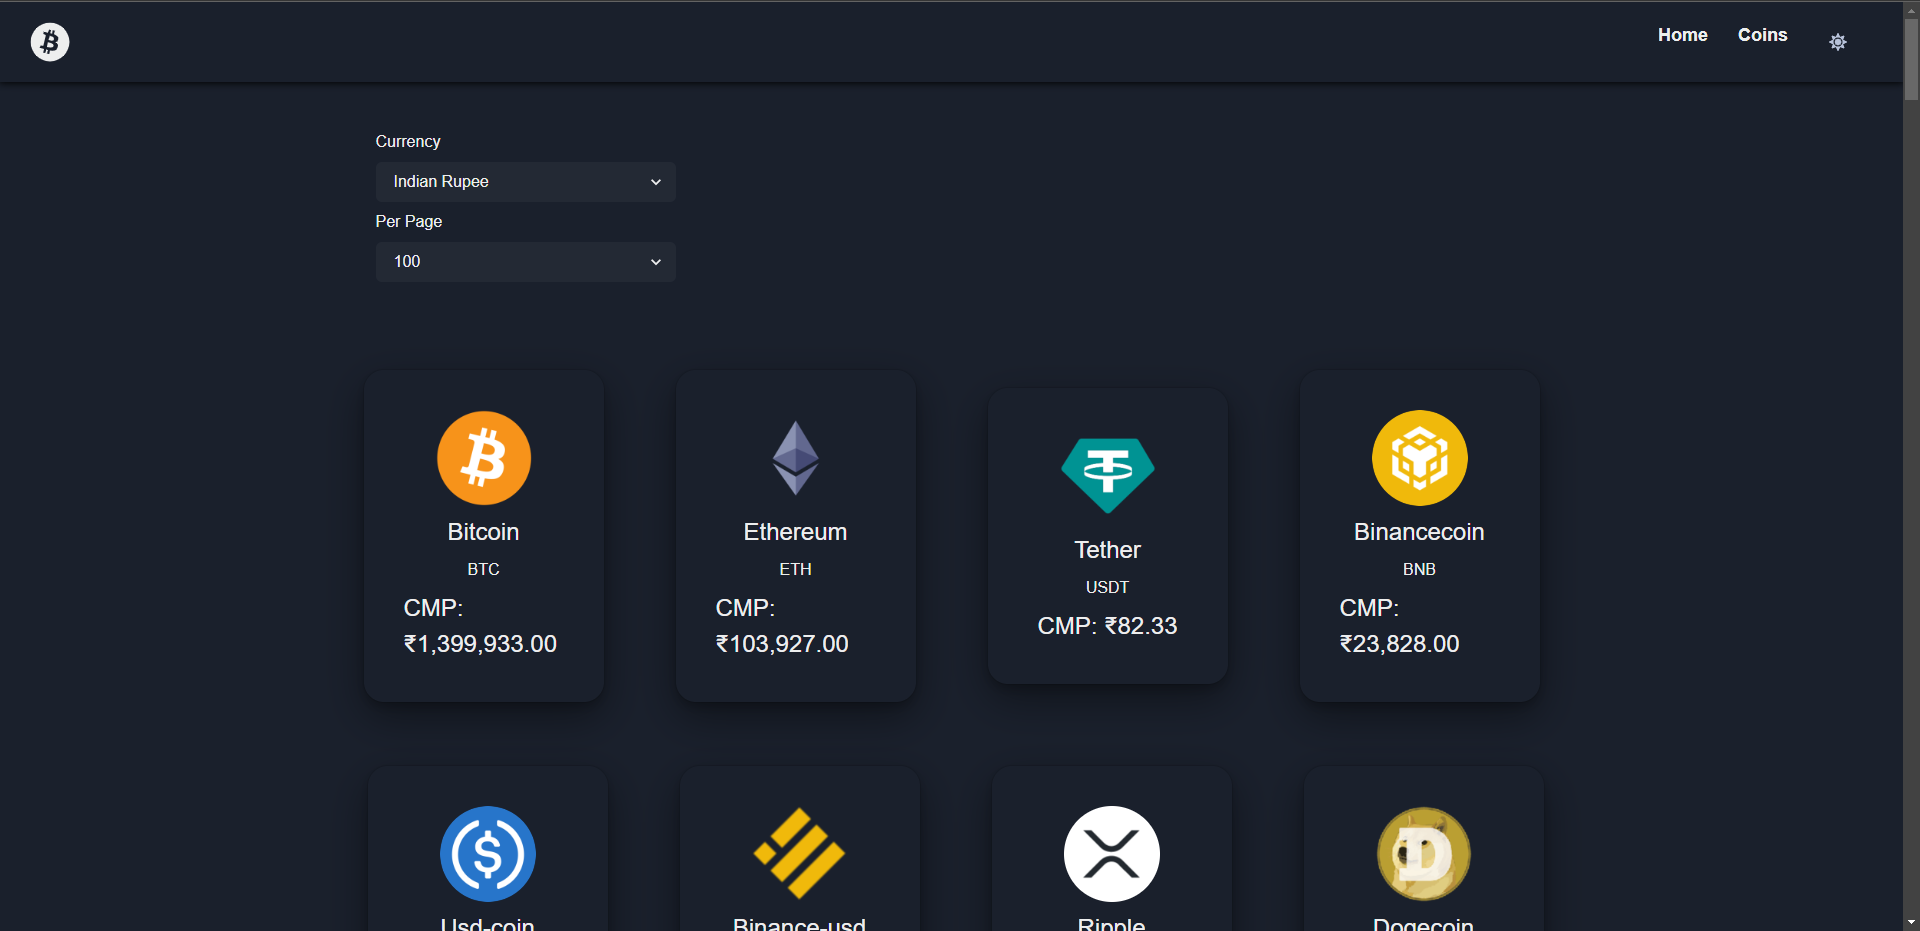 Home Coins
Currency
Indian Rupee
Per Page
100
Bitcoin
BTC
CMP:
₹1,399,933.00
Ethereum
ETH
CMP:
₹103,927.00
Tether
USDT
CMP: ₹82.33
Binancecoin
BNB
CMP:
₹23,828.00
Usd-coin
Binance-usd
Ripple
Dogecoin